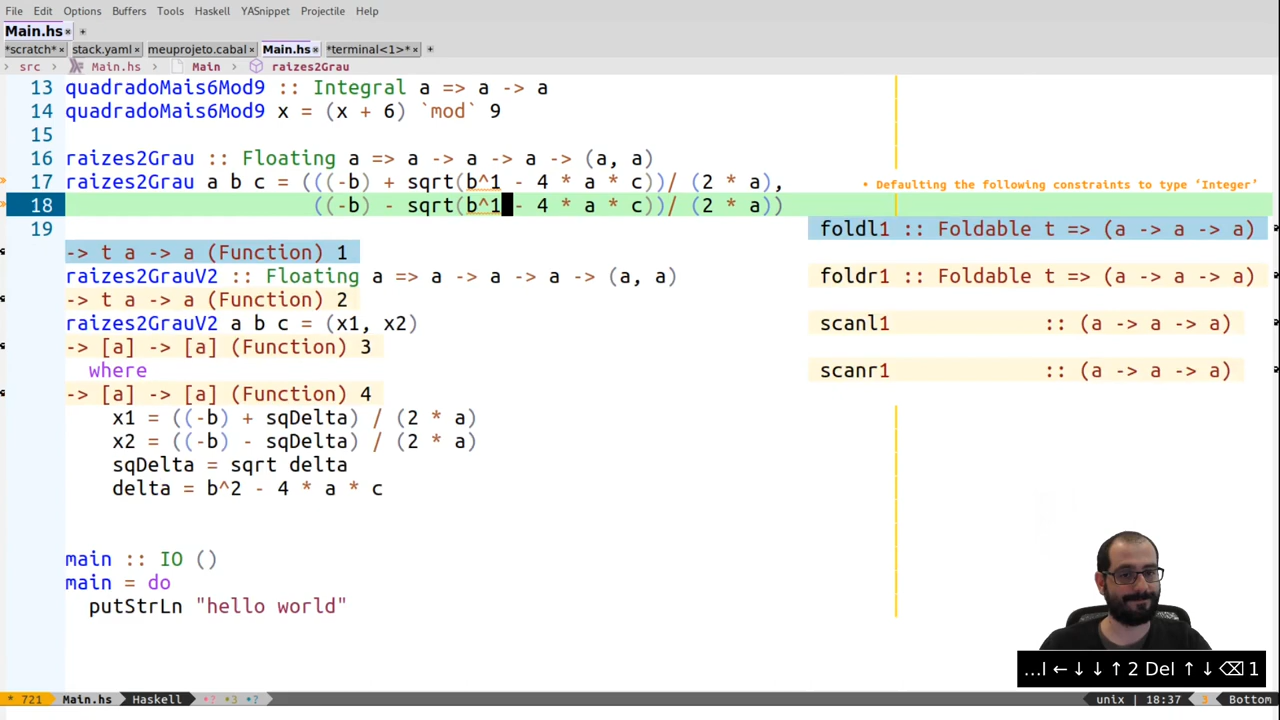 File Edit Options Buffers Tools Haskell YASnippet Projectile Help
Main.hs × +
*scratch* × stack.yaml × meuprojeto.cabal × Main.hs × *terminal<1>* × +
› src › Main.hs › Main › raizes2Grau
13 quadradoMais6Mod9 :: Integral a => a -> a
14 quadradoMais6Mod9 x = (x + 6) `mod` 9
15
16 raizes2Grau :: Floating a => a -> a -> a -> (a, a)
17 raizes2Grau a b c = (((-b) + sqrt(b^1 - 4 * a * c))/ (2 * a), • Defaulting the following constraints to type ‘Integer’
18 ((-b) - sqrt(b^1 - 4 * a * c))/ (2 * a))
19 foldl1 :: Foldable t => (a -> a -> a)
-> t a -> a (Function) 1
raizes2GrauV2 :: Floating a => a -> a -> a -> (a, a) foldr1 :: Foldable t => (a -> a -> a)
-> t a -> a (Function) 2
raizes2GrauV2 a b c = (x1, x2) scanl1 :: (a -> a -> a)
-> [a] -> [a] (Function) 3
where scanr1 :: (a -> a -> a)
-> [a] -> [a] (Function) 4
x1 = ((-b) + sqDelta) / (2 * a)
x2 = ((-b) - sqDelta) / (2 * a)
sqDelta = sqrt delta
delta = b^2 - 4 * a * c
main :: IO ()
main = do
putStrLn "hello world"
...l ← ↓ ↓ ↑ 2 Del ↑ ↓ ⌫ 1
* 721 Main.hs Haskell •? •3 •? unix | 18:37 3 Bottom